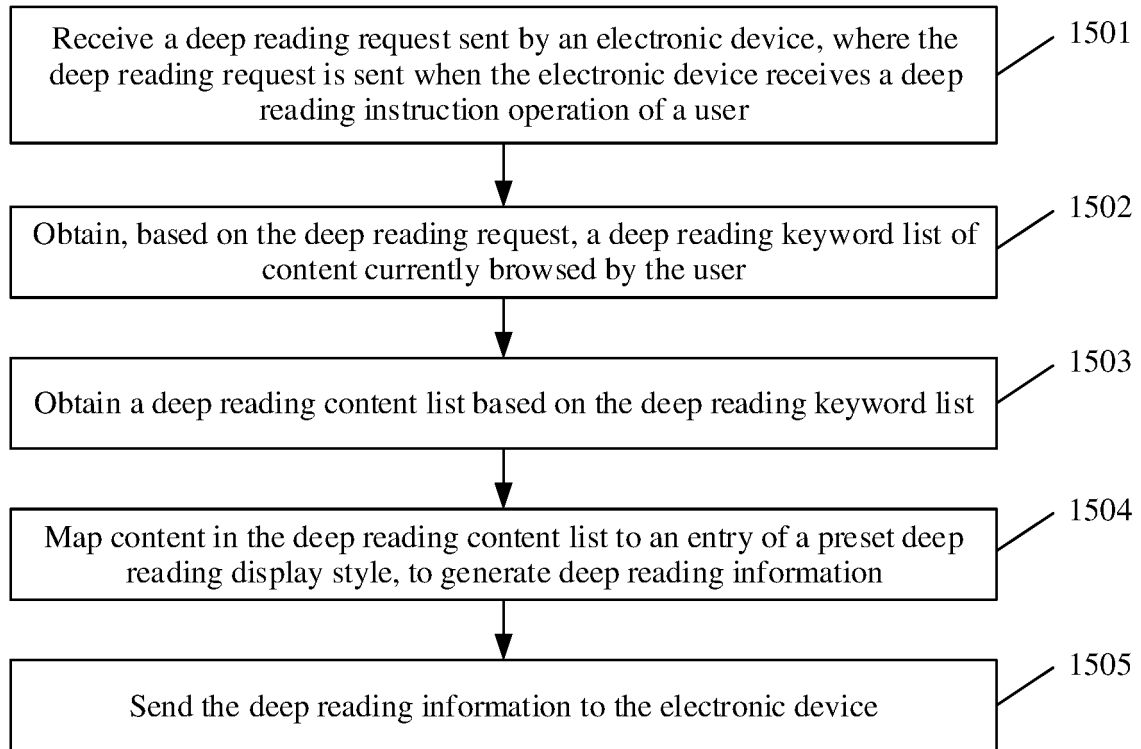 Receive a deep reading request sent by an electronic device, where the
deep reading request is sent when the electronic device receives a deep
reading instruction operation of a user
1501
Obtain, based on the deep reading request, a deep reading keyword list of
content currently browsed by the user
1502
Obtain a deep reading content list based on the deep reading keyword list
1503
Map content in the deep reading content list to an entry of a preset deep
reading display style, to generate deep reading information
1504
Send the deep reading information to the electronic device
1505